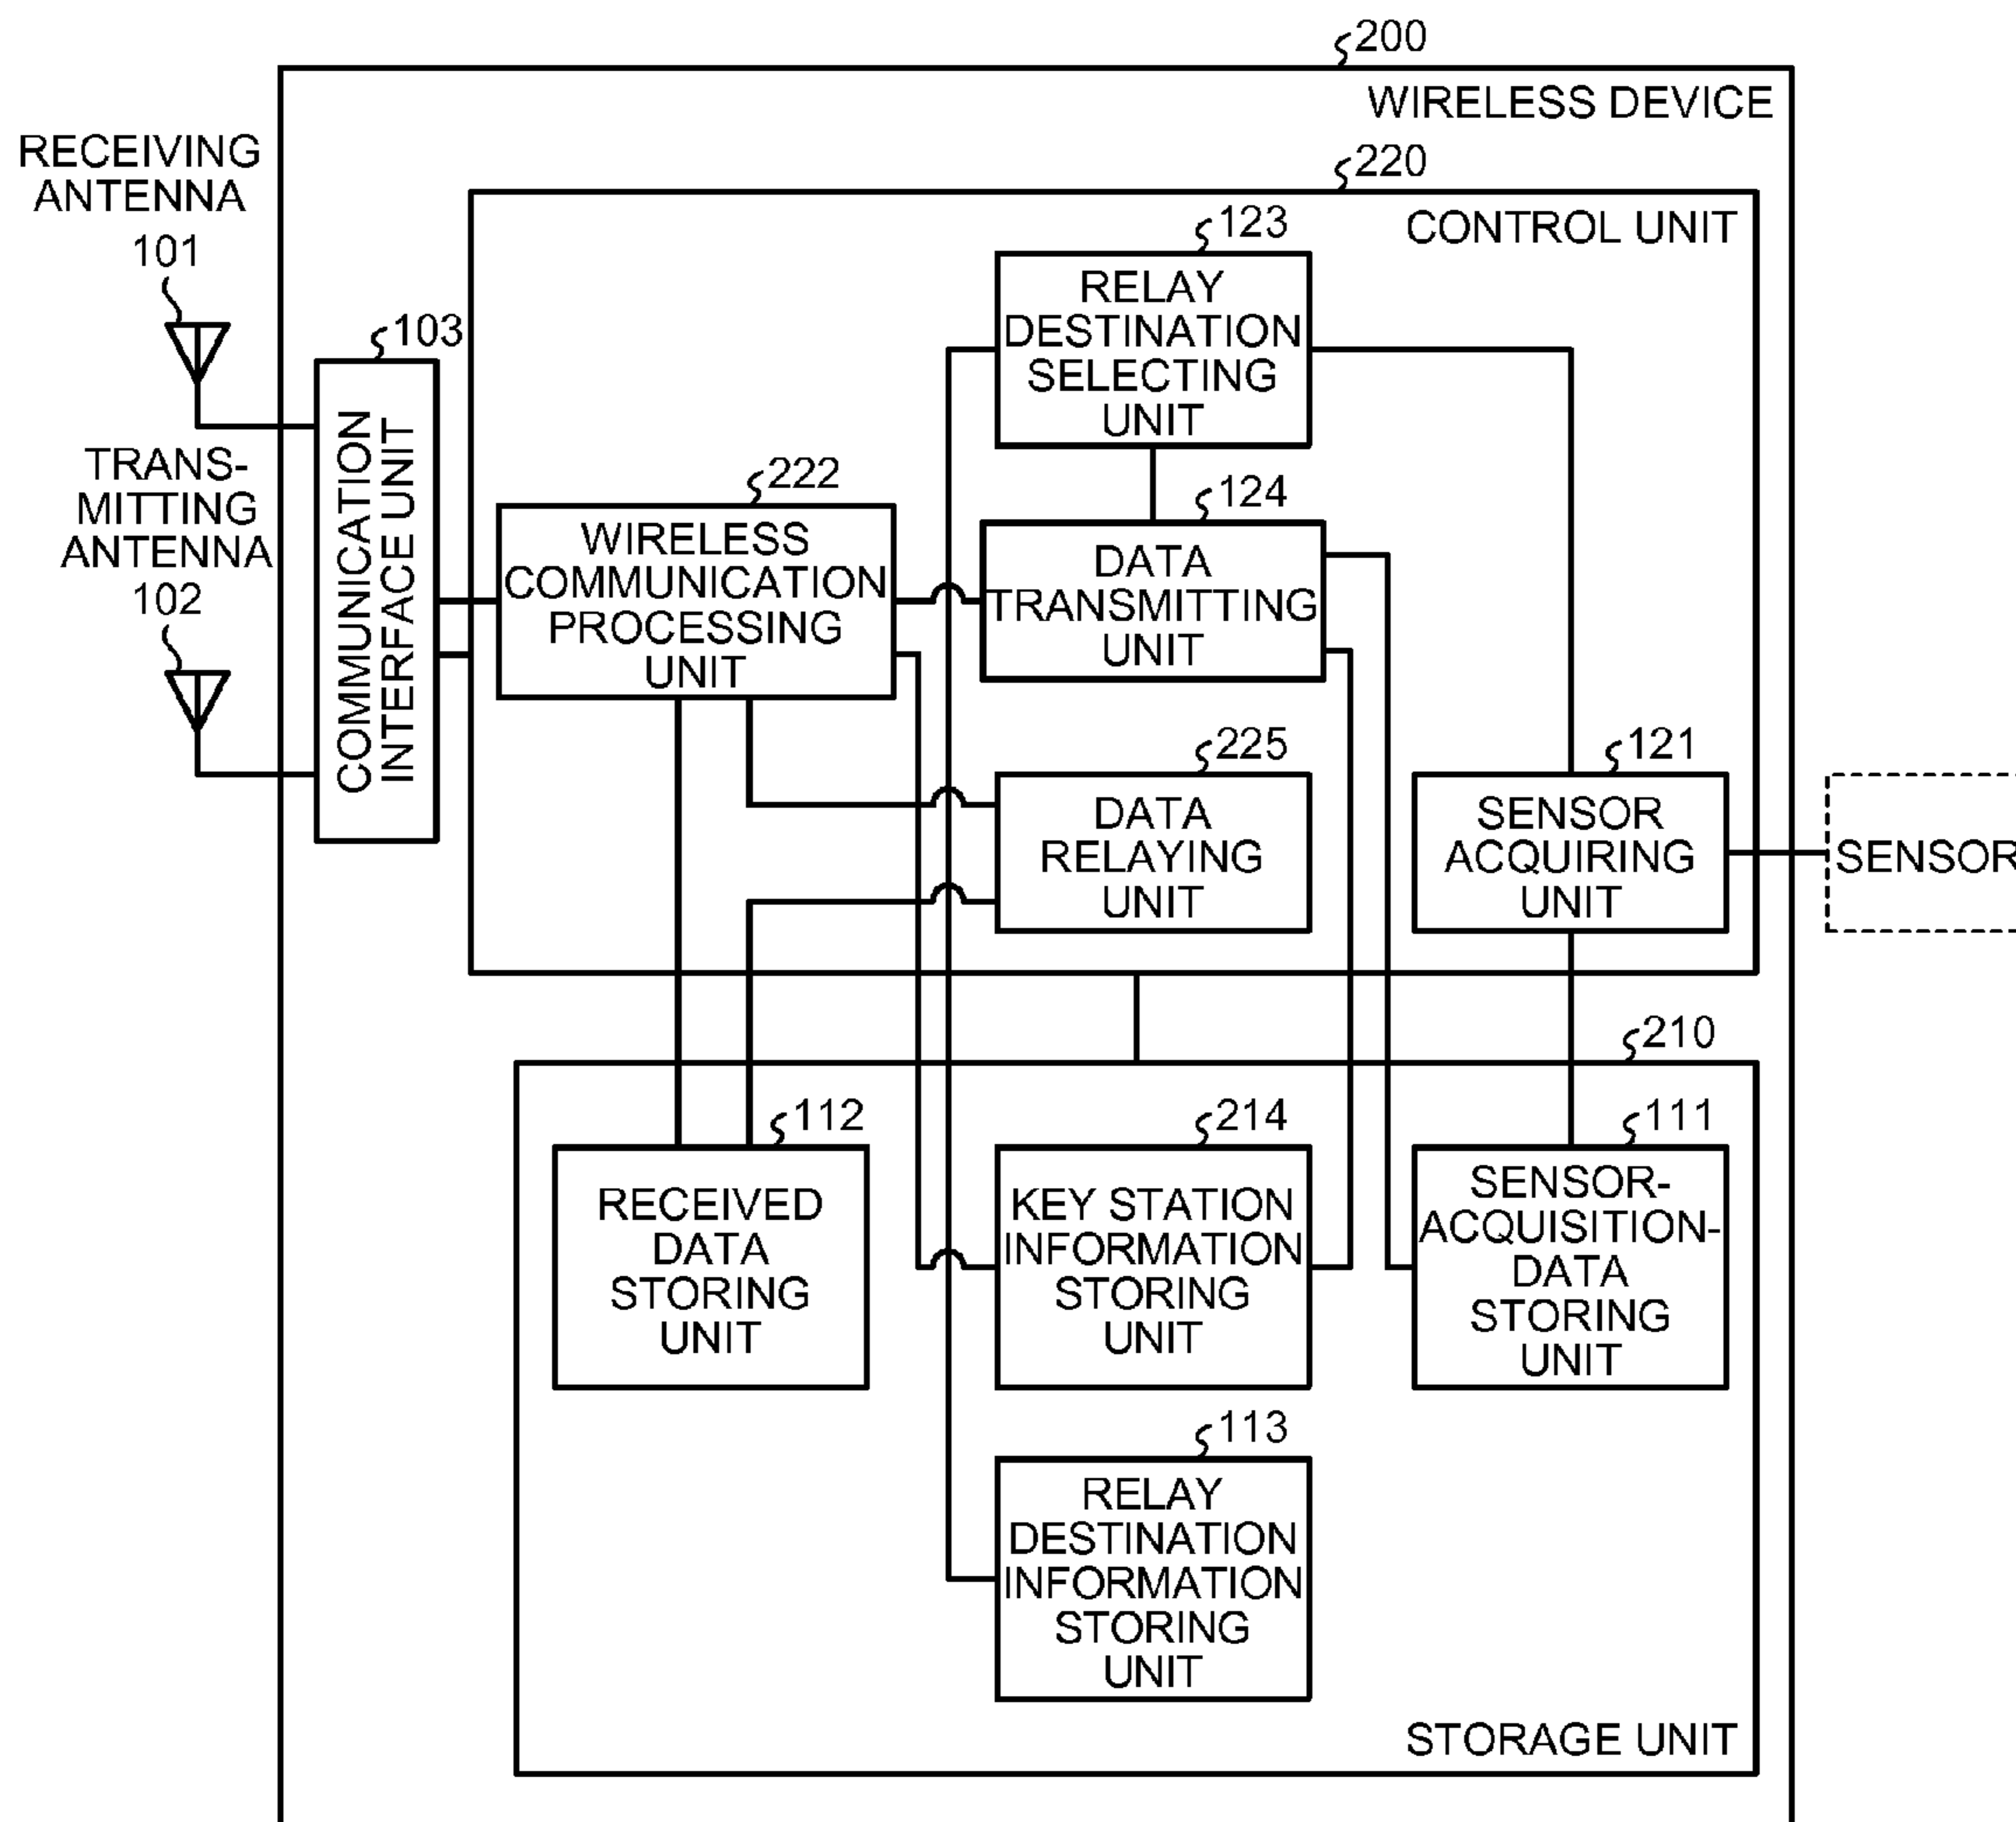 200
WIRELESS DEVICE
RECEIVING
ANTENNA
101
220
CONTROL UNIT
123
RELAY
DESTINATION
SELECTING
UNIT
103
COMMUNICATION
INTERFACE UNIT
TRANS-
MITTING
ANTENNA
102
222
WIRELESS
COMMUNICATION
PROCESSING
UNIT
124
DATA
TRANSMITTING
UNIT
225
DATA
RELAYING
UNIT
121
SENSOR
ACQUIRING
UNIT
SENSOR
210
112
RECEIVED
DATA
STORING
UNIT
214
KEY STATION
INFORMATION
STORING
UNIT
111
SENSOR-
ACQUISITION-
DATA
STORING
UNIT
113
RELAY
DESTINATION
INFORMATION
STORING
UNIT
STORAGE UNIT